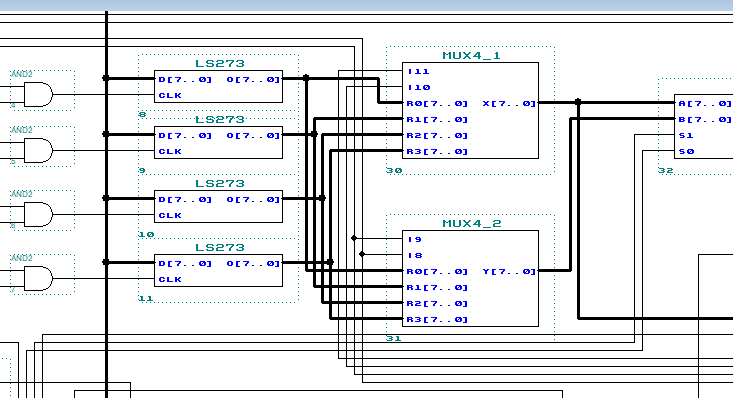 AND2
LS273
D[7..0] O[7..0]
CLK
8
AND2
LS273
D[7..0] O[7..0]
CLK
9
AND2
LS273
D[7..0] O[7..0]
CLK
10
AND2
LS273
D[7..0] O[7..0]
CLK
11
MUX4_1
I11
I10
R0[7..0] X[7..0]
R1[7..0]
R2[7..0]
R3[7..0]
30
MUX4_2
I9
I8
R0[7..0] Y[7..0]
R1[7..0]
R2[7..0]
R3[7..0]
31
A[7..0]
B[7..0]
S1
S0
32